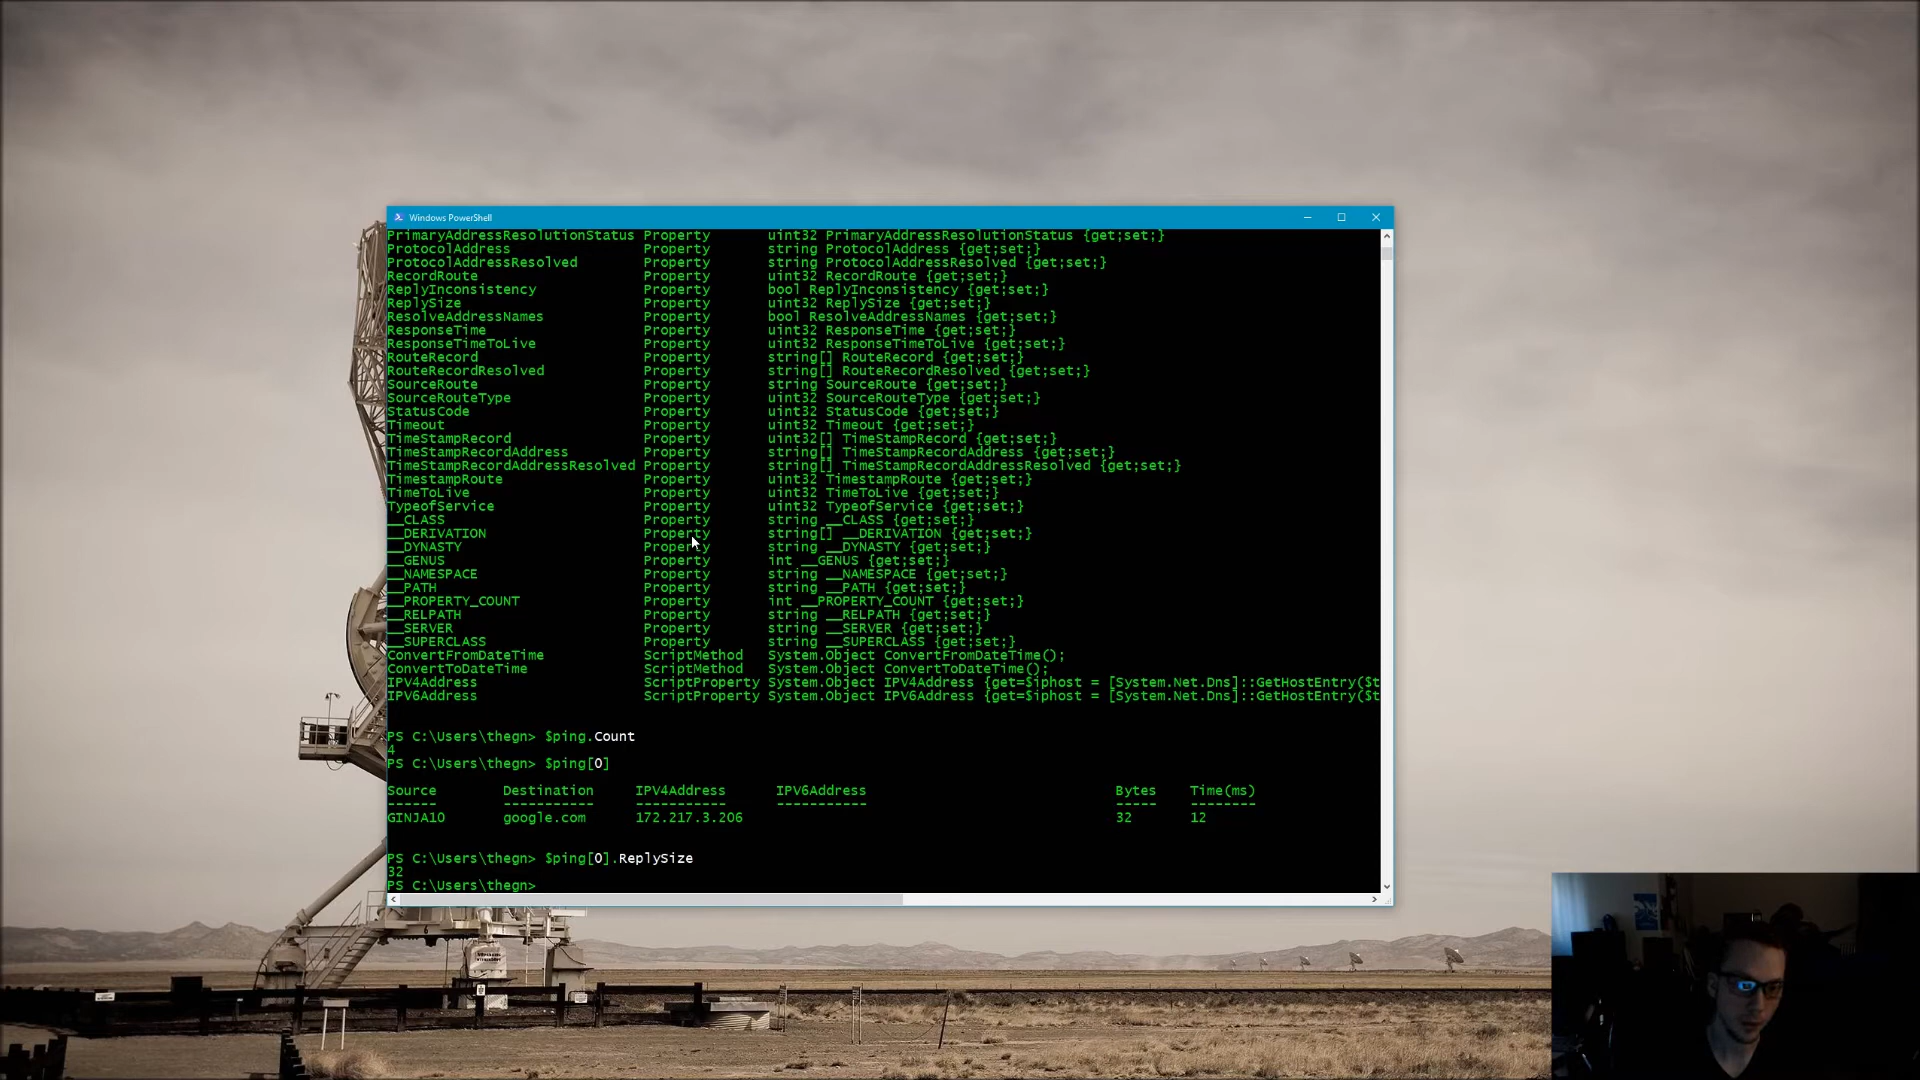 Windows PowerShell
PrimaryAddressResolutionStatus Property uint32 PrimaryAddressResolutionStatus {get;set;}
ProtocolAddress Property string ProtocolAddress {get;set;}
ProtocolAddressResolved Property string ProtocolAddressResolved {get;set;}
RecordRoute Property uint32 RecordRoute {get;set;}
ReplyInconsistency Property bool ReplyInconsistency {get;set;}
ReplySize Property uint32 ReplySize {get;set;}
ResolveAddressNames Property bool ResolveAddressNames {get;set;}
ResponseTime Property uint32 ResponseTime {get;set;}
ResponseTimeToLive Property uint32 ResponseTimeToLive {get;set;}
RouteRecord Property string[] RouteRecord {get;set;}
RouteRecordResolved Property string[] RouteRecordResolved {get;set;}
SourceRoute Property string SourceRoute {get;set;}
SourceRouteType Property uint32 SourceRouteType {get;set;}
StatusCode Property uint32 StatusCode {get;set;}
Timeout Property uint32 Timeout {get;set;}
TimeStampRecord Property uint32[] TimeStampRecord {get;set;}
TimeStampRecordAddress Property string[] TimeStampRecordAddress {get;set;}
TimeStampRecordAddressResolved Property string[] TimeStampRecordAddressResolved {get;set;}
TimestampRoute Property uint32 TimestampRoute {get;set;}
TimeToLive Property uint32 TimeToLive {get;set;}
TypeofService Property uint32 TypeofService {get;set;}
__CLASS Property string __CLASS {get;set;}
__DERIVATION Property string[] __DERIVATION {get;set;}
__DYNASTY Property string __DYNASTY {get;set;}
__GENUS Property int __GENUS {get;set;}
__NAMESPACE Property string __NAMESPACE {get;set;}
__PATH Property string __PATH {get;set;}
__PROPERTY_COUNT Property int __PROPERTY_COUNT {get;set;}
__RELPATH Property string __RELPATH {get;set;}
__SERVER Property string __SERVER {get;set;}
__SUPERCLASS Property string __SUPERCLASS {get;set;}
ConvertFromDateTime ScriptMethod System.Object ConvertFromDateTime();
ConvertToDateTime ScriptMethod System.Object ConvertToDateTime();
IPV4Address ScriptProperty System.Object IPV4Address {get=$iphost = [System.Net.Dns]::GetHostEntry($t
IPV6Address ScriptProperty System.Object IPV6Address {get=$iphost = [System.Net.Dns]::GetHostEntry($t
PS C:\Users\thegn> $ping.Count
4
PS C:\Users\thegn> $ping[0]
Source Destination IPV4Address IPV6Address Bytes Time(ms)
------ ----------- ----------- ----------- ----- --------
GINJA10 google.com 172.217.3.206 32 12
PS C:\Users\thegn> $ping[0].ReplySize
32
PS C:\Users\thegn>